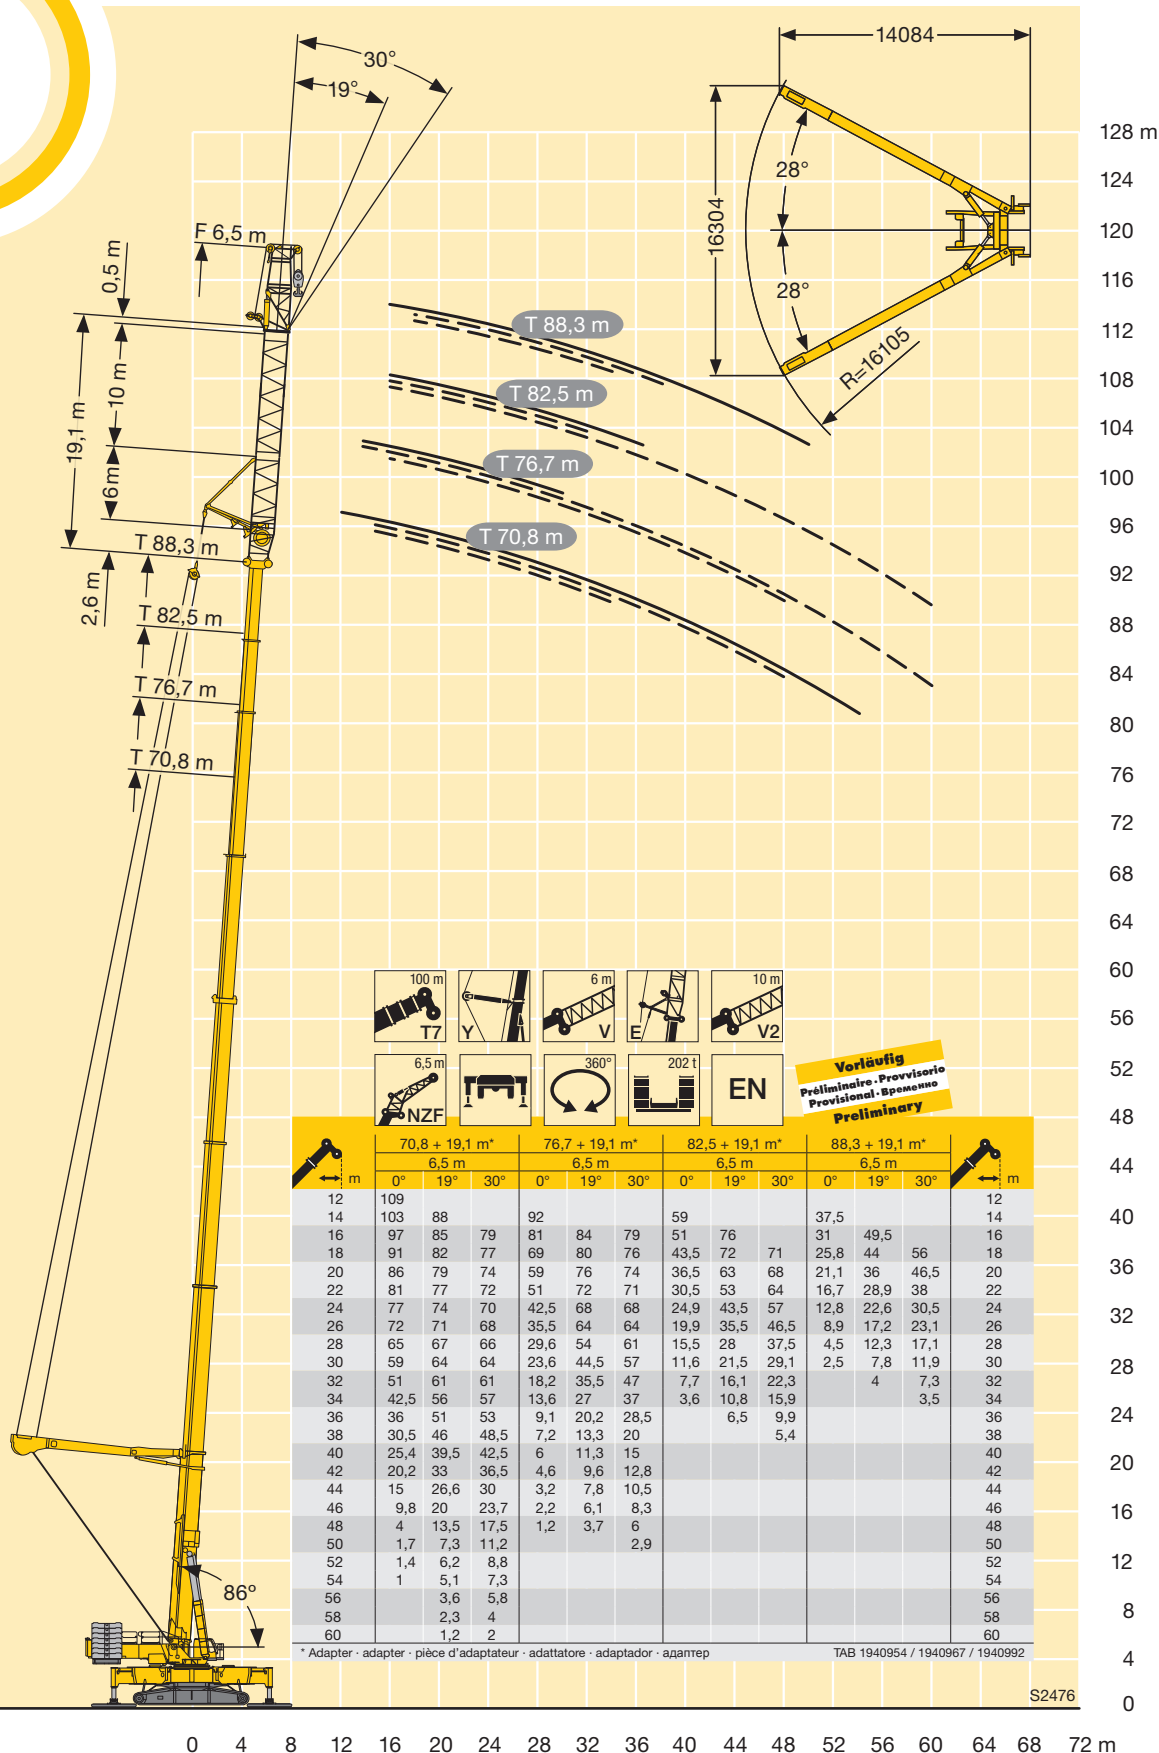 14084
30°
19°
128 m
28°
124
16304
F 6,5 m
120
0,5 m
116
28°
T 88,3 m
112
R=16105
10 m
108
T 82,5 m
19,1 m
104
T 76,7 m
100
6 m
96
T 70,8 m
T 88,3 m
92
2,6 m
T 82,5 m
88
84
T 76,7 m
80
T 70,8 m
76
72
68
64
60
100 m
T7
Y
6 m
V
E
10 m
V2
56
6,5 m
NZF
360°
202 t
EN
52
Vorläufig
Préliminaire · Provvisorio
Provisional · Временно
Preliminary
48
70,8 + 19,1 m* 76,7 + 19,1 m* 82,5 + 19,1 m* 88,3 + 19,1 m*
44
6,5 m 6,5 m 6,5 m 6,5 m
m 0° 19° 30° 0° 19° 30° 0° 19° 30° 0° 19° 30° m
12 109 12
14 103 88 92 59 37,5 14
40
16 97 85 79 81 84 79 51 76 31 49,5 16
18 91 82 77 69 80 76 43,5 72 71 25,8 44 56 18
20 86 79 74 59 76 74 36,5 63 68 21,1 36 46,5 20
36
22 81 77 72 51 72 71 30,5 53 64 16,7 28,9 38 22
24 77 74 70 42,5 68 68 24,9 43,5 57 12,8 22,6 30,5 24
32
26 72 71 68 35,5 64 64 19,9 35,5 46,5 8,9 17,2 23,1 26
28 65 67 66 29,6 54 61 15,5 28 37,5 4,5 12,3 17,1 28
30 59 64 64 23,6 44,5 57 11,6 21,5 29,1 2,5 7,8 11,9 30
28
32 51 61 61 18,2 35,5 47 7,7 16,1 22,3 4 7,3 32
34 42,5 56 57 13,6 27 37 3,6 10,8 15,9 3,5 34
36 36 51 53 9,1 20,2 28,5 6,5 9,9 36
24
38 30,5 46 48,5 7,2 13,3 20 5,4 38
40 25,4 39,5 42,5 6 11,3 15 40
20
42 20,2 33 36,5 4,6 9,6 12,8 42
44 15 26,6 30 3,2 7,8 10,5 44
46 9,8 20 23,7 2,2 6,1 8,3 46
16
48 4 13,5 17,5 1,2 3,7 6 48
50 1,7 7,3 11,2 2,9 50
52 1,4 6,2 8,8 52
12
54 1 5,1 7,3 54
86°
56 3,6 5,8 56
58 2,3 4 58
8
60 1,2 2 60
* Adapter · adapter · pièce d'adaptateur · adattatore · adaptador · адаптер TAB 1940954 / 1940967 / 1940992
4
S2476
0
0 4 8 12 16 20 24 28 32 36 40 44 48 52 56 60 64 68 72 m